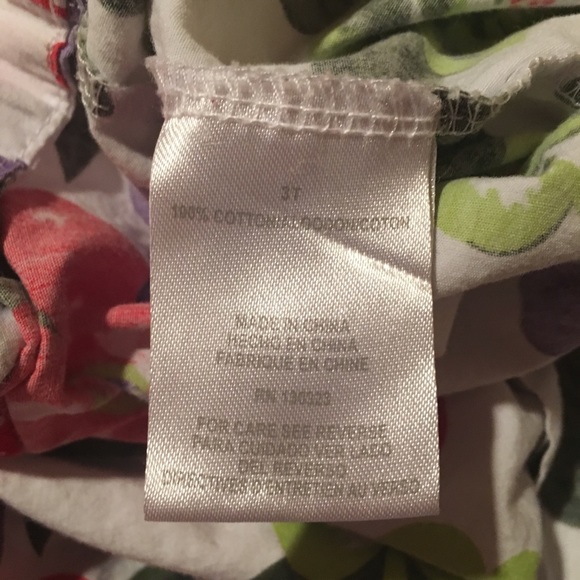 3T
100% COTTON/ALGODON/COTON
MADE IN CHINA
HECHO EN CHINA
FABRIQUE EN CHINE
RN 130323
FOR CARE SEE REVERSE
PARA CUIDADO VER LADO
DEL REVERSO
DIRECTIVES D'ENTRETIEN AU VERSO